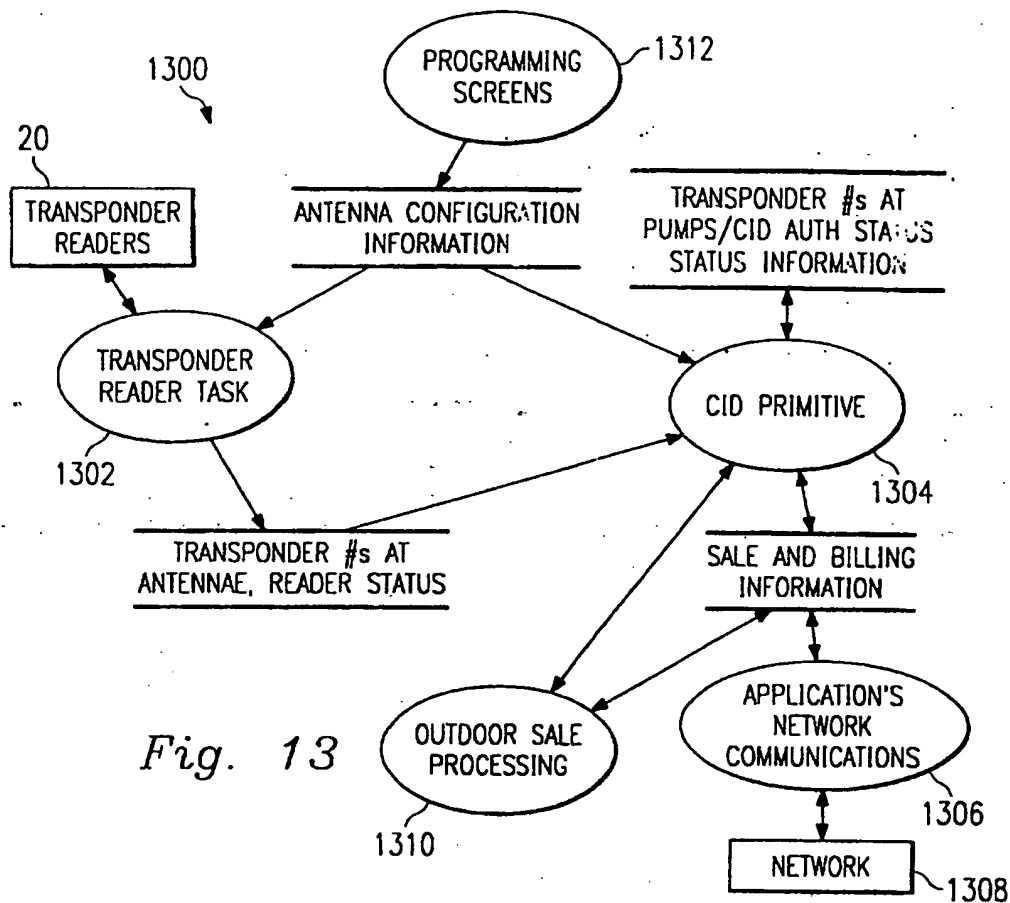 1300
PROGRAMMING
SCREENS
1312
20
TRANSPONDER
READERS
ANTENNA CONFIGURATION
INFORMATION
TRANSPONDER #s AT
PUMPS/CID AUTH STATUS
STATUS INFORMATION
TRANSPONDER
READER TASK
1302
CID PRIMITIVE
1304
TRANSPONDER #s AT
ANTENNAE, READER STATUS
SALE AND BILLING
INFORMATION
OUTDOOR SALE
PROCESSING
1310
APPLICATION'S
NETWORK
COMMUNICATIONS
1306
NETWORK
1308
Fig. 13